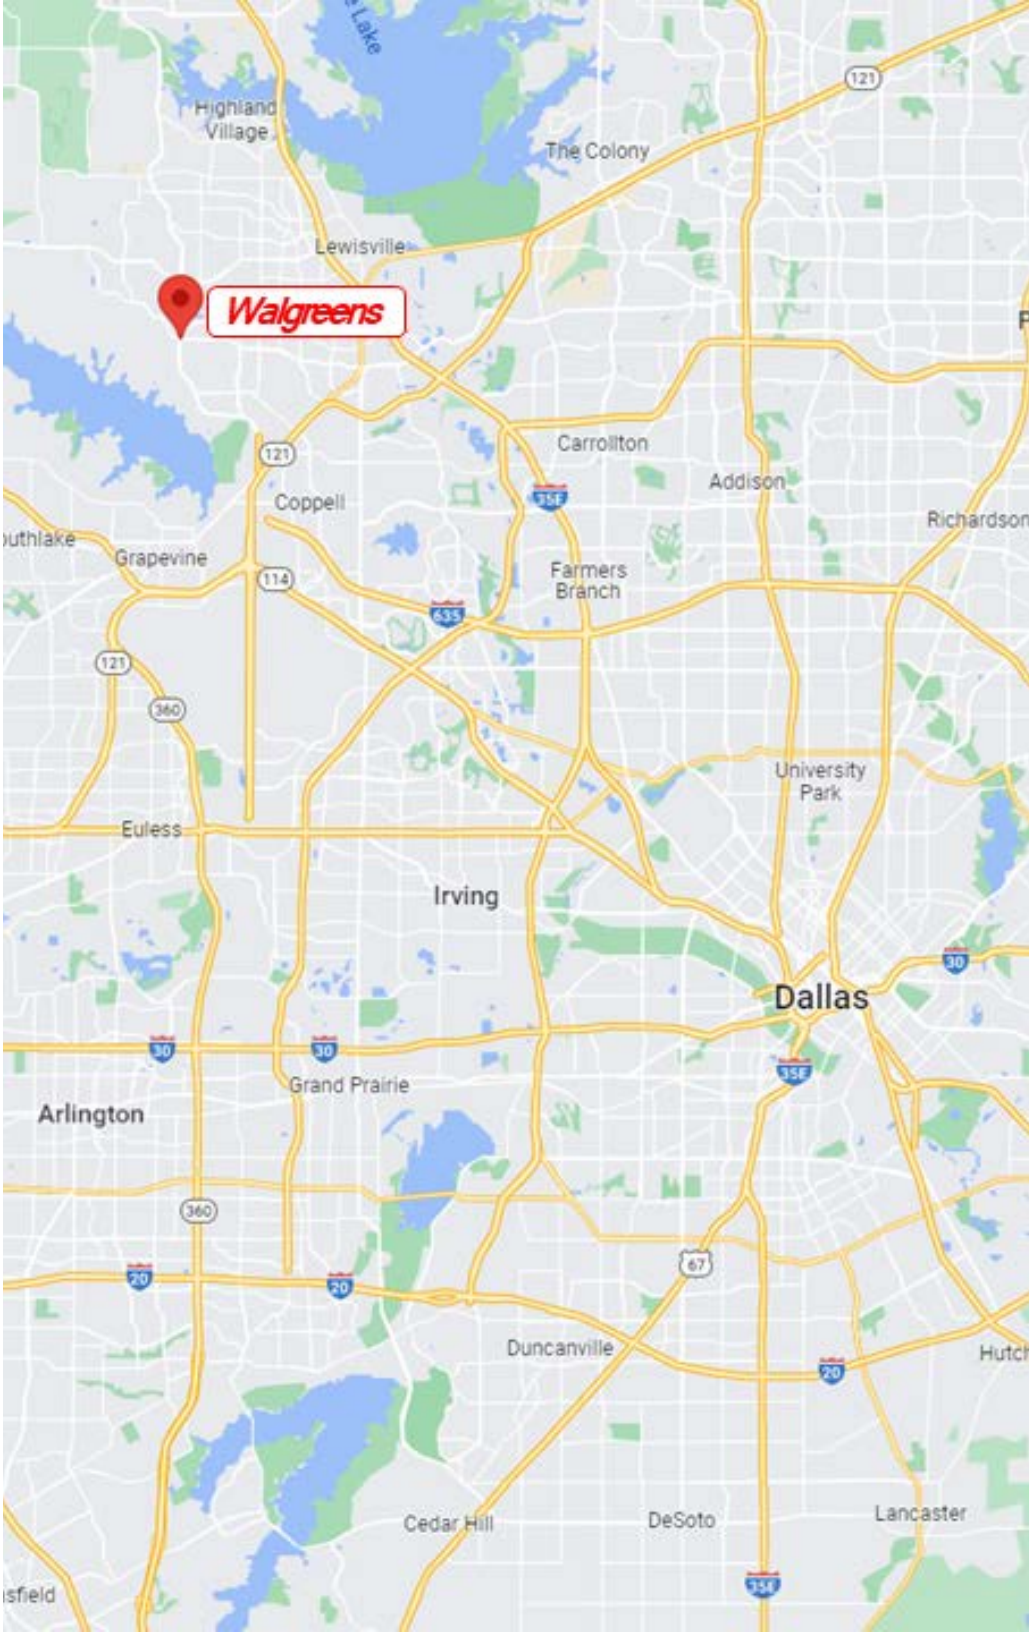 e Lake
121
Highland
Village
The Colony
Lewisville
Walgreens
P
Carrollton
121
Addison
35E
Coppell
Richardson
outhlake
Grapevine
Farmers
Branch
114
635
121
360
University
Park
Euless
Irving
30
Dallas
30
30
35E
Grand Prairie
Arlington
360
67
20
20
Duncanville
Hutch
20
Cedar Hill
DeSoto
Lancaster
35E
sfield